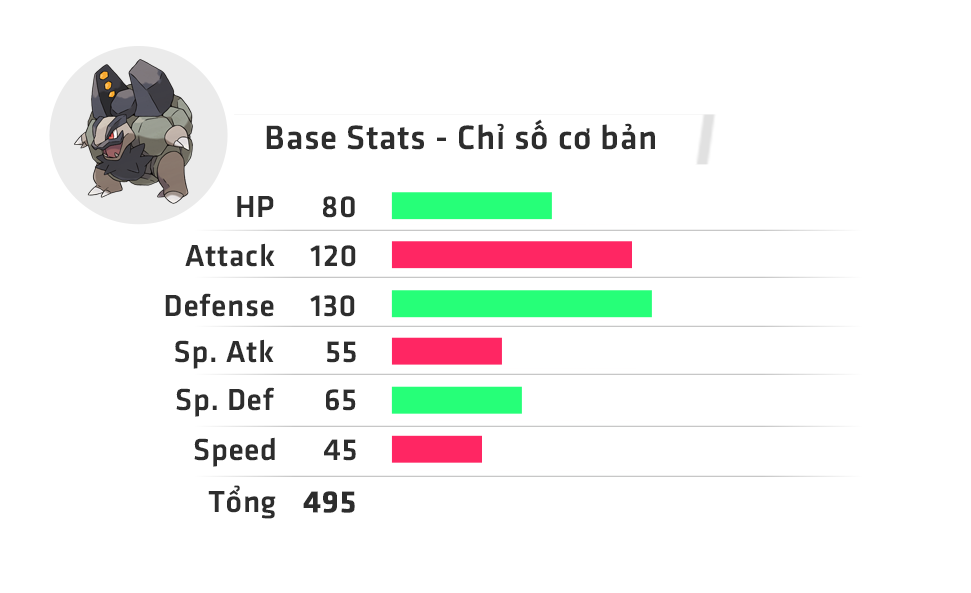 Base Stats - Chỉ số cơ bản
HP 80
Attack 120
Defense 130
Sp. Atk 55
Sp. Def 65
Speed 45
Tổng 495